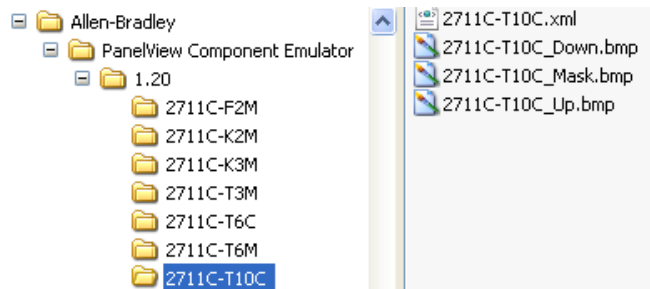 Allen-Bradley
PanelView Component Emulator
1.20
2711C-F2M
2711C-K2M
2711C-K3M
2711C-T3M
2711C-T6C
2711C-T6M
2711C-T10C
2711C-T10C.xml
2711C-T10C_Down.bmp
2711C-T10C_Mask.bmp
2711C-T10C_Up.bmp